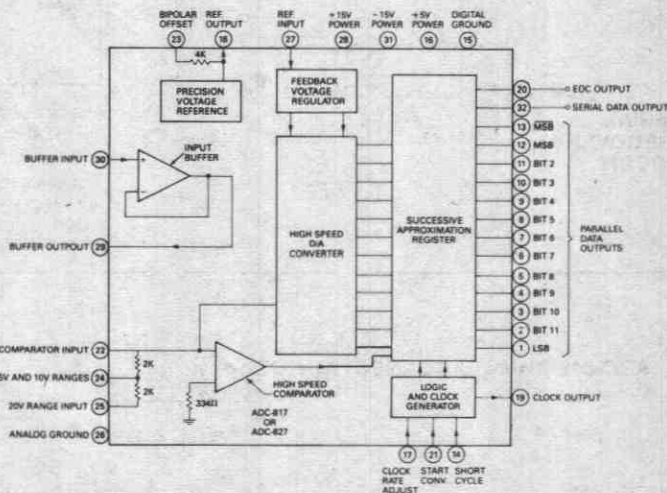 BIPOLAR OFFSET
REF. OUTPUT
REF. INPUT
+15V POWER
-15V POWER
+5V POWER
DIGITAL GROUND
23
18
27
28
31
16
15
4K
PRECISION VOLTAGE REFERENCE
FEEDBACK VOLTAGE REGULATOR
20 EOC OUTPUT
32 SERIAL DATA OUTPUT
13 M̅S̅B̅
12 MSB
11 BIT 2
10 BIT 3
9 BIT 4
8 BIT 5
7 BIT 6
6 BIT 7
5 BIT 8
4 BIT 9
3 BIT 10
2 BIT 11
1 LSB
PARALLEL DATA OUTPUTS
BUFFER INPUT 30
INPUT BUFFER
+
−
BUFFER OUTPOUT 29
HIGH SPEED D/A CONVERTER
SUCCESSIVE APPROXIMATION REGISTER
COMPARATOR INPUT 22
2K
5V AND 10V RANGES 24
2K
20V RANGE INPUT 25
ANALOG GROUND 26
+
−
334Ω
HIGH SPEED COMPARATOR
ADC-817
OR
ADC-827
LOGIC AND CLOCK GENERATOR
19 CLOCK OUTPUT
17
21
14
CLOCK RATE ADJUST
START CONV.
SHORT CYCLE